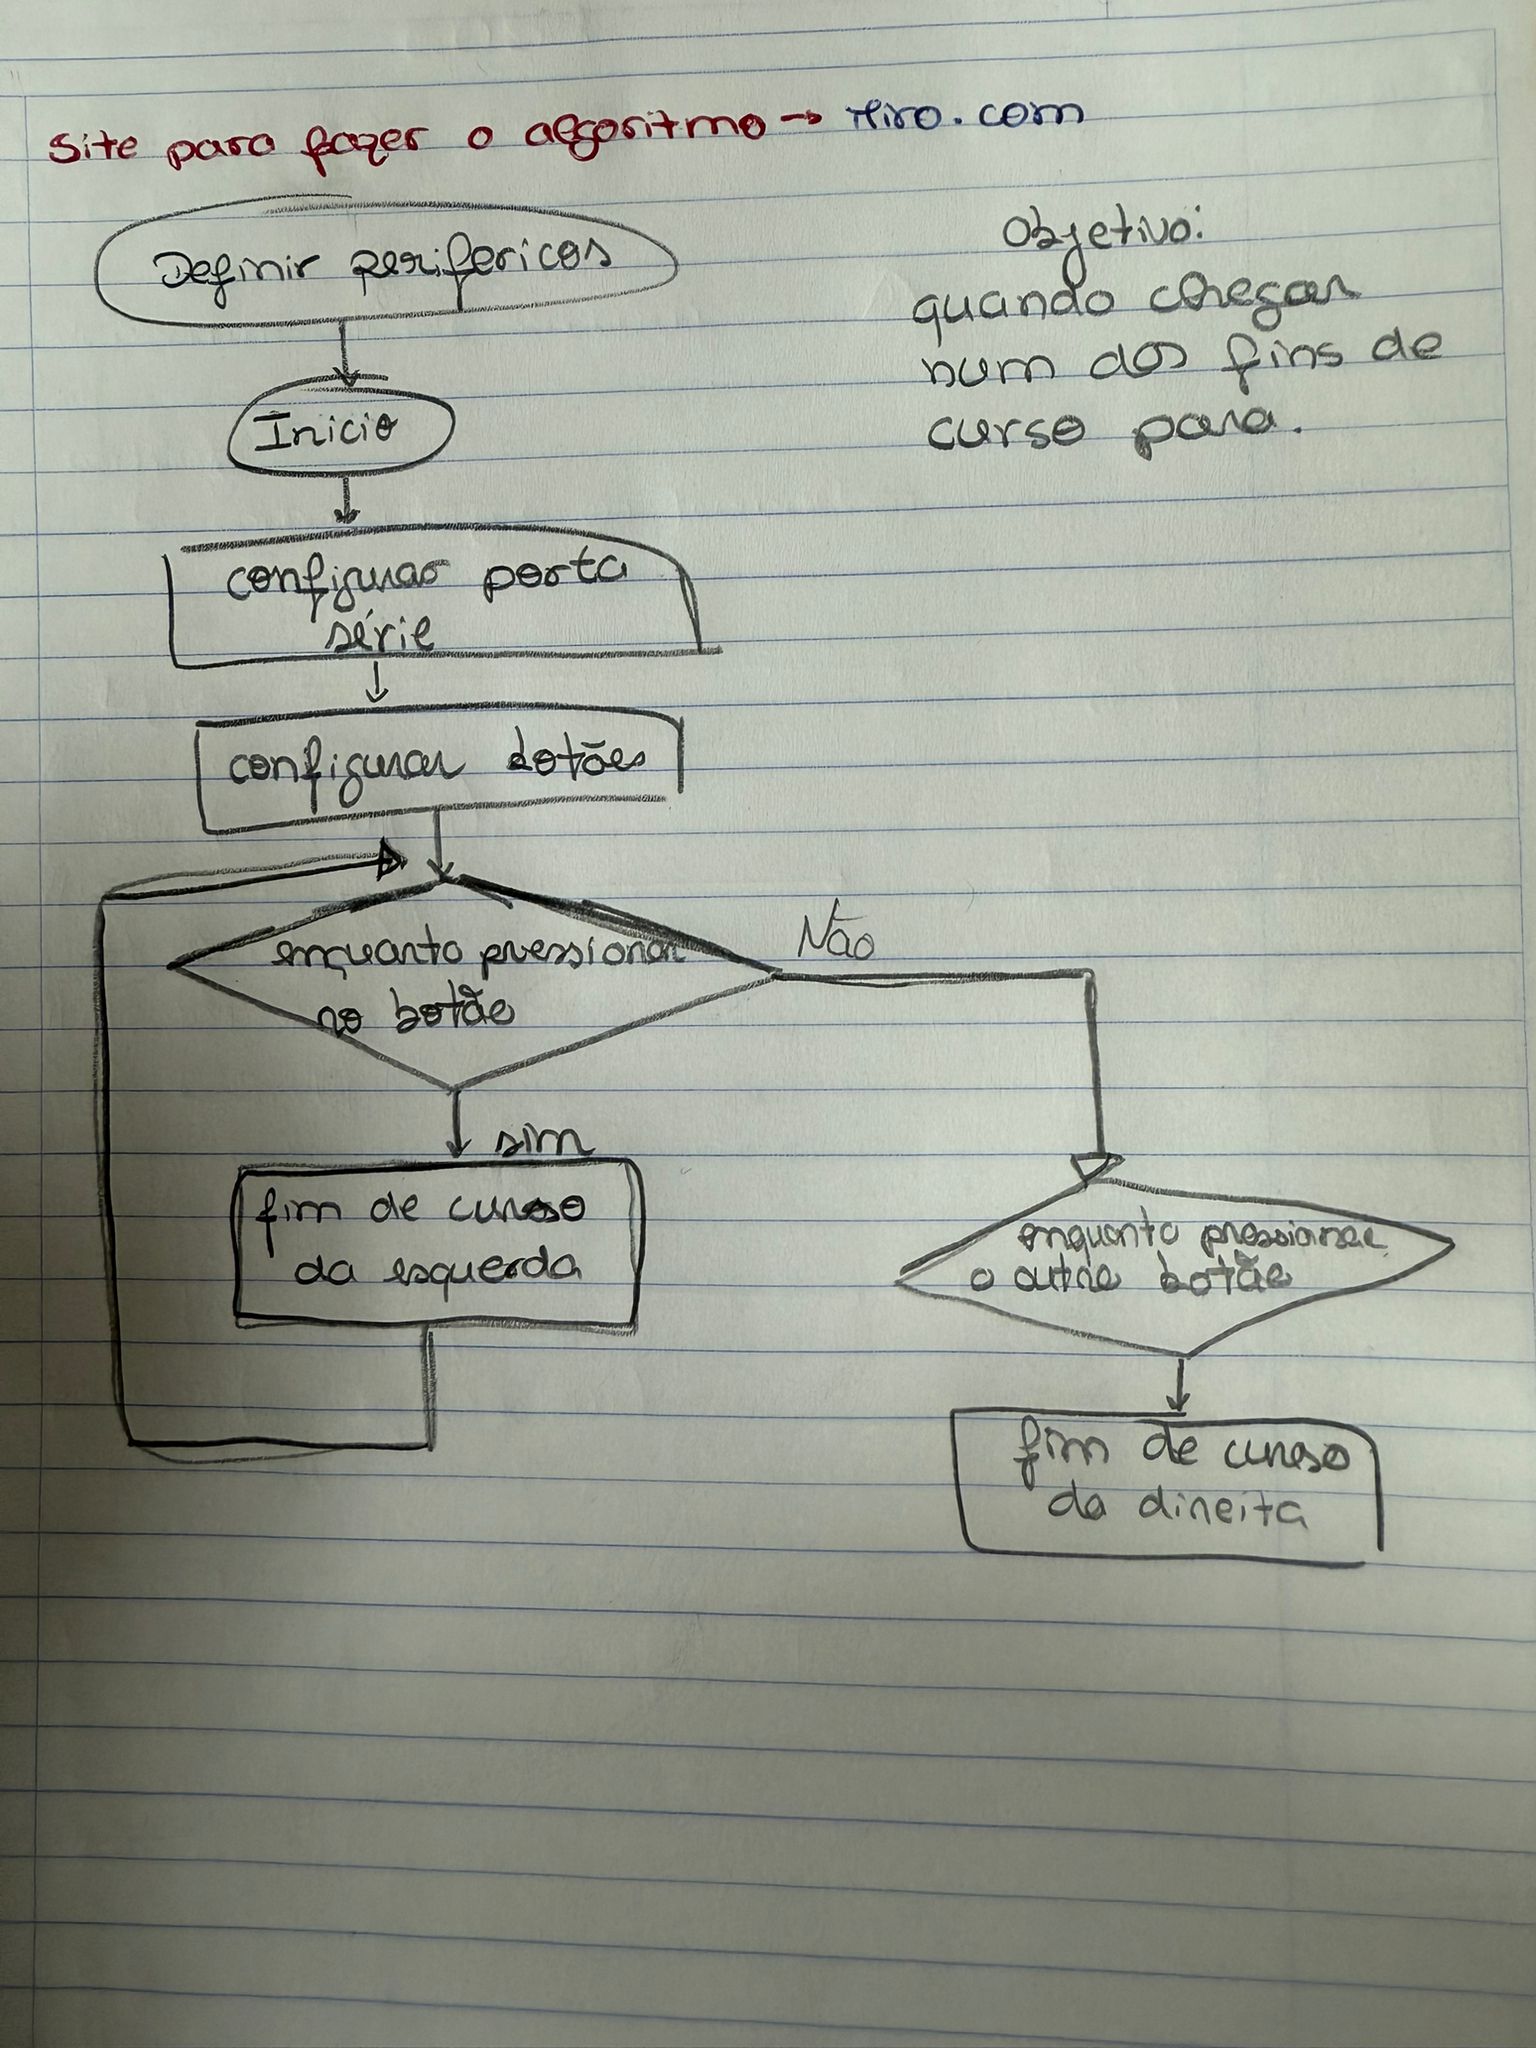 Site para fazer o algoritmo → Miro.com
Definir perifericos
Objetivo:
quando chegar
num dos fins de
curso para.
Inicio
configurar porta
série
configurar botões
enquanto pressionar
no botão
Não
sim
fim de curso
da esquerda
enquanto pressionar
o outro botão
fim de curso
da direita